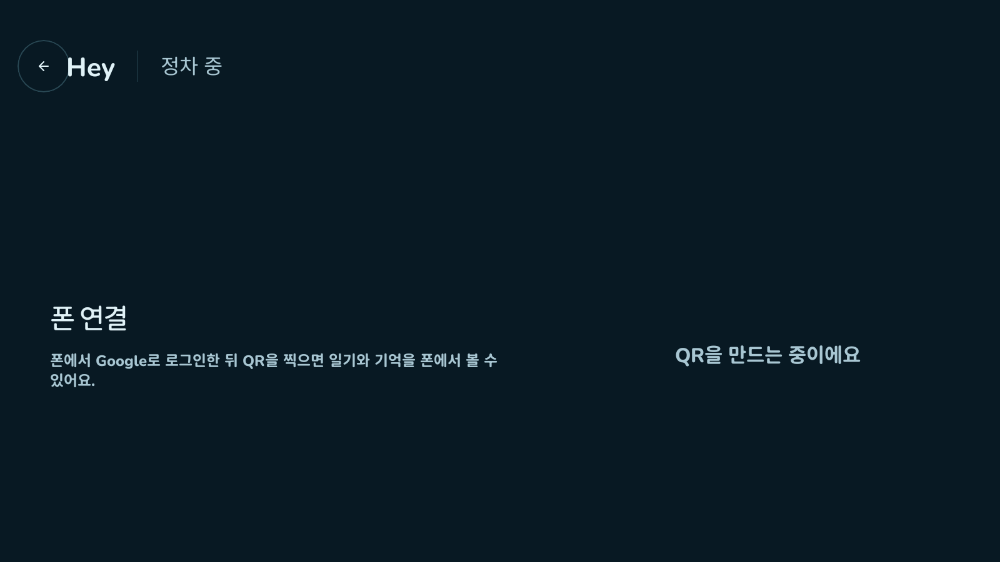 Hey
정차 중
폰 연결
폰에서 Google로 로그인한 뒤 QR을 찍으면 일기와 기억을 폰에서 볼 수
있어요.
QR을 만드는 중이에요